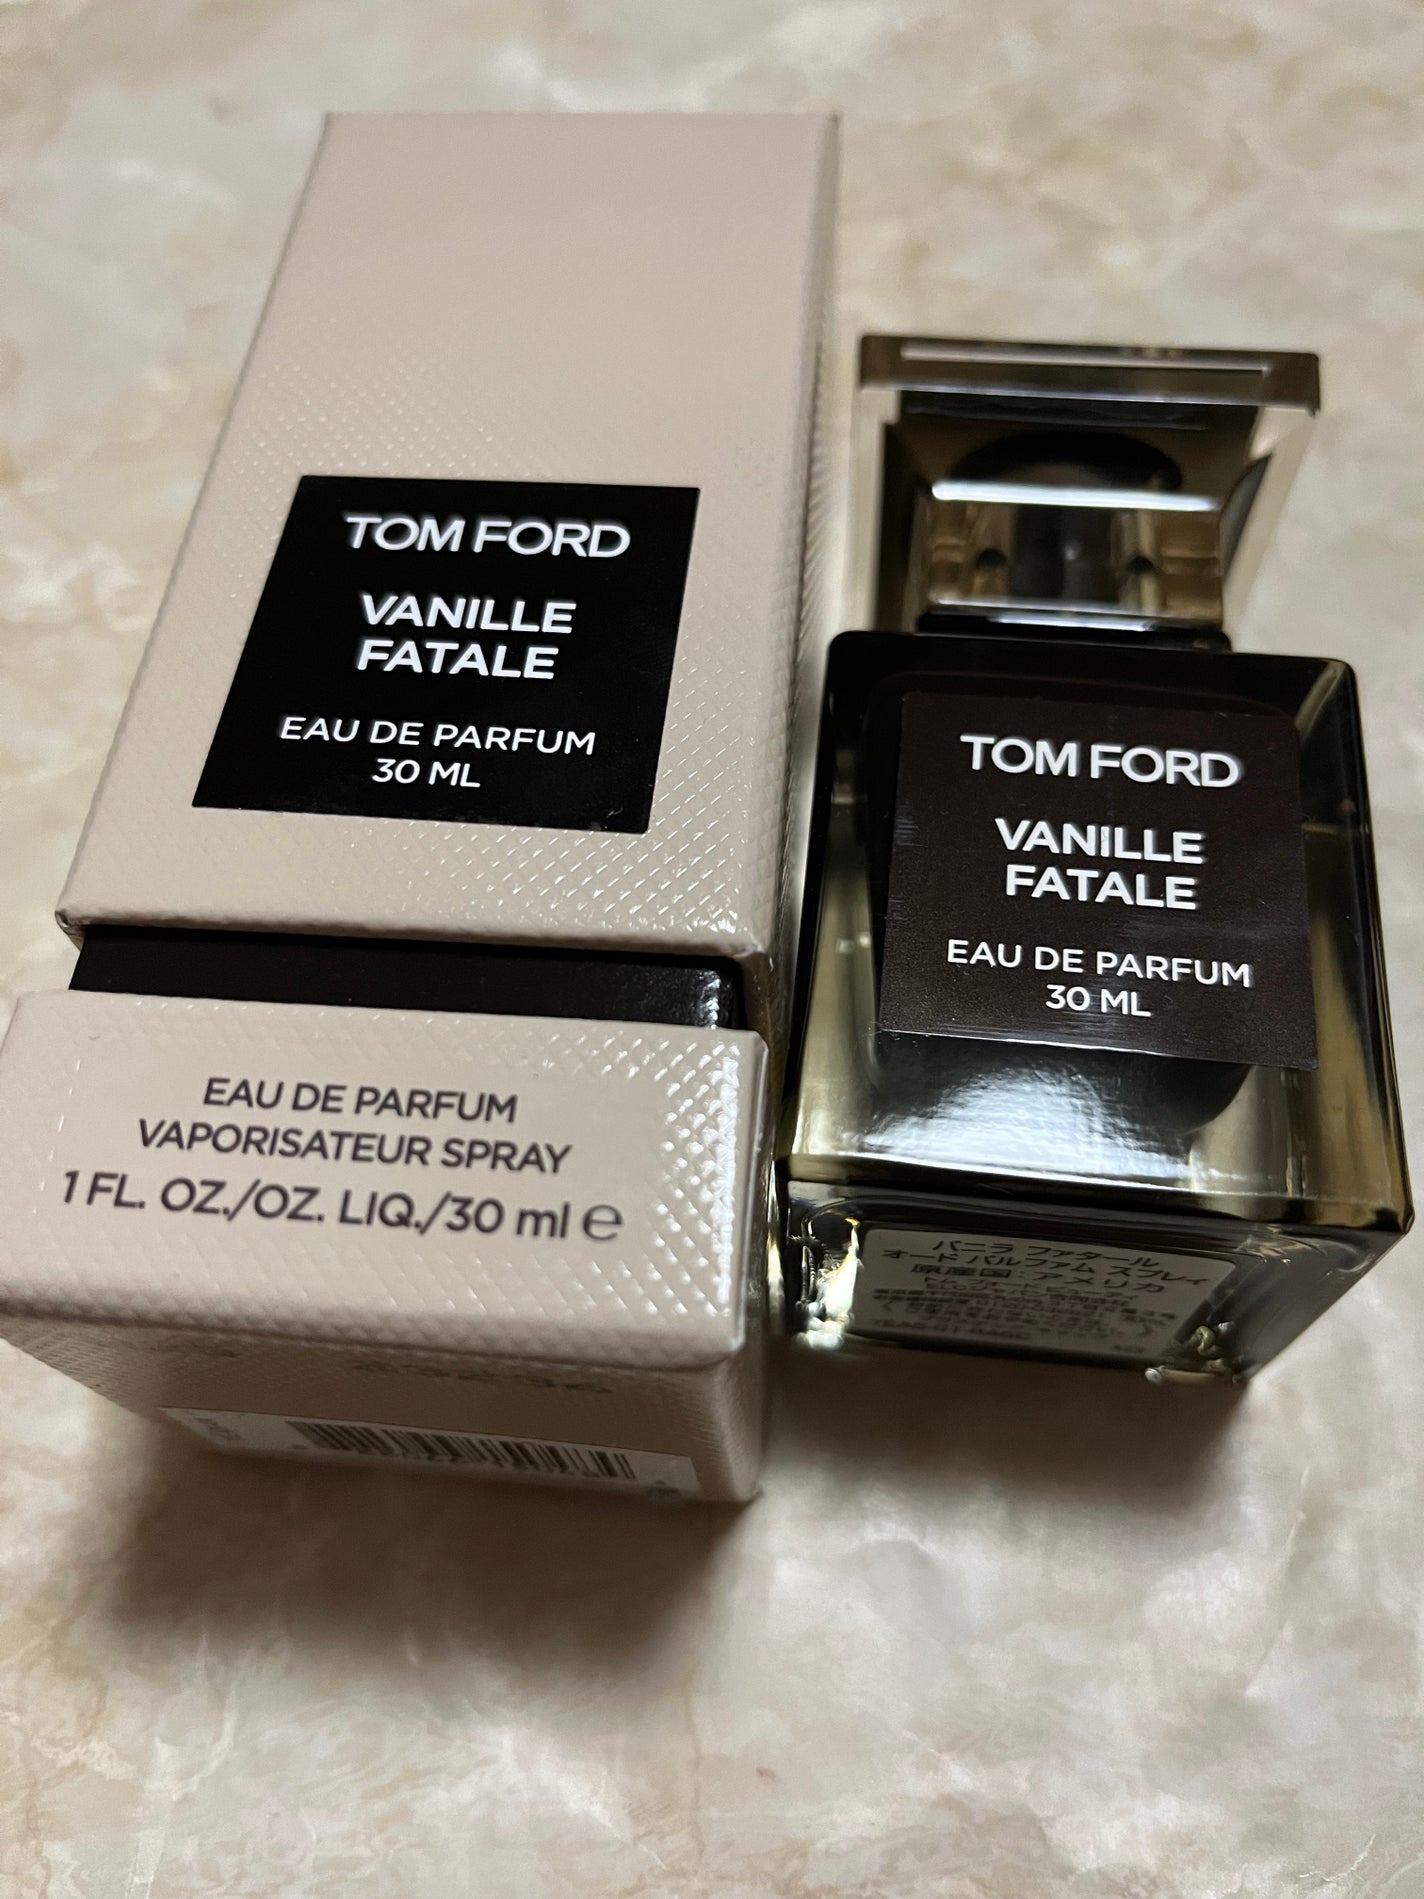 TOM FORD
VANILLE
FATALE
EAU DE PARFUM
30 ML
EAU DE PARFUM
VAPORISATEUR SPRAY
1 FL. OZ./OZ. LIQ./30 ml ℮
TOM FORD
VANILLE
FATALE
EAU DE PARFUM
30 ML
バニラ ファタール
オード パルファム スプレィ
原産国:アメリカ